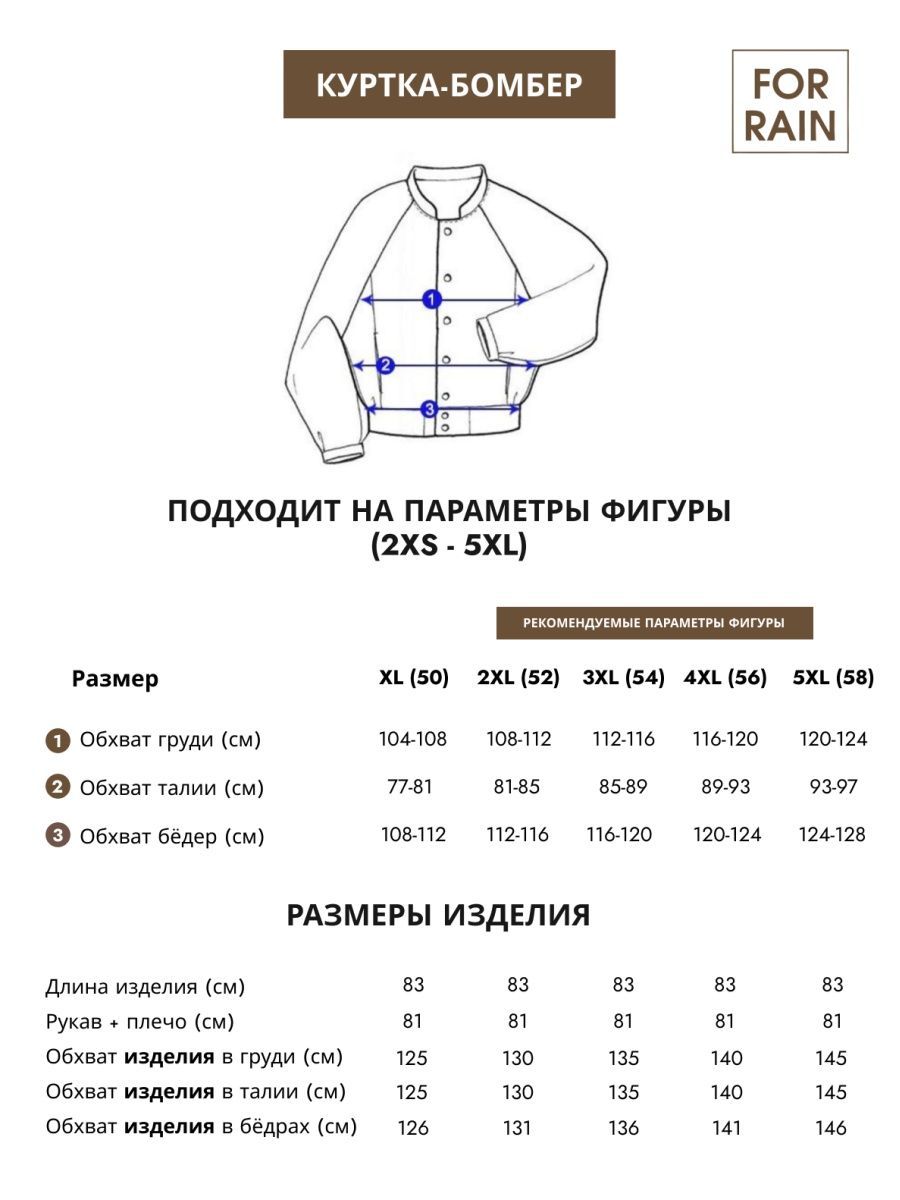 КУРТКА-БОМБЕР
FOR
RAIN
1
2
3
ПОДХОДИТ НА ПАРАМЕТРЫ ФИГУРЫ
(2XS - 5XL)
РЕКОМЕНДУЕМЫЕ ПАРАМЕТРЫ ФИГУРЫ
Размер XL (50) 2XL (52) 3XL (54) 4XL (56) 5XL (58)
1 Обхват груди (см) 104-108 108-112 112-116 116-120 120-124
2 Обхват талии (см) 77-81 81-85 85-89 89-93 93-97
3 Обхват бёдер (см) 108-112 112-116 116-120 120-124 124-128
РАЗМЕРЫ ИЗДЕЛИЯ
Длина изделия (см) 83 83 83 83 83
Рукав + плечо (см) 81 81 81 81 81
Обхват изделия в груди (см) 125 130 135 140 145
Обхват изделия в талии (см) 125 130 135 140 145
Обхват изделия в бёдрах (см) 126 131 136 141 146